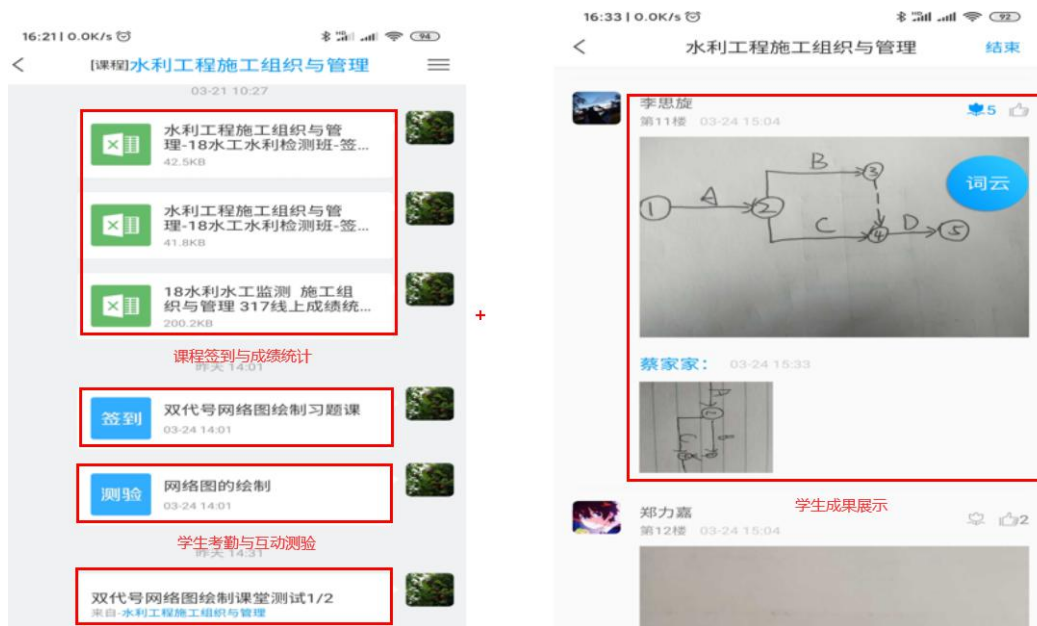 16:21 | 0.0K/s
94
[课程]水利工程施工组织与管理
03-21 10:27
水利工程施工组织与管
理-18水工水利检测班-签...
42.5KB
水利工程施工组织与管
理-18水工水利检测班-签...
41.8KB
18水利水工监测 施工组
织与管理 317线上成绩统...
200.2KB
课程签到与成绩统计
昨天 14:01
签到
双代号网络图绘制习题课
03-24 14:01
测验
网络图的绘制
03-24 14:01
学生考勤与互动测验
昨天 14:31
双代号网络图绘制课堂测试1/2
来自-水利工程施工组织与管理
+
16:33 | 0.0K/s
92
水利工程施工组织与管理
结束
李思旋
5
第11楼 03-24 15:04
词云
B
3
1
A
2
C
4
D
5
蔡家家：
03-24 15:33
学生成果展示
郑力嘉
2
第12楼 03-24 15:04